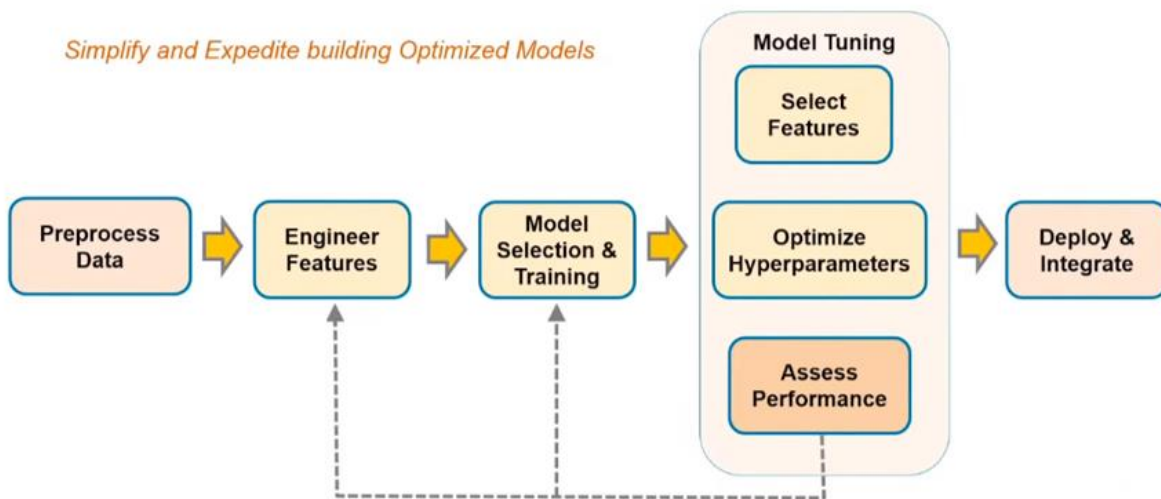 Simplify and Expedite building Optimized Models
Model Tuning
Select
Features
Preprocess
Data
Engineer
Features
Model
Selection &
Training
Optimize
Hyperparameters
Deploy &
Integrate
Assess
Performance